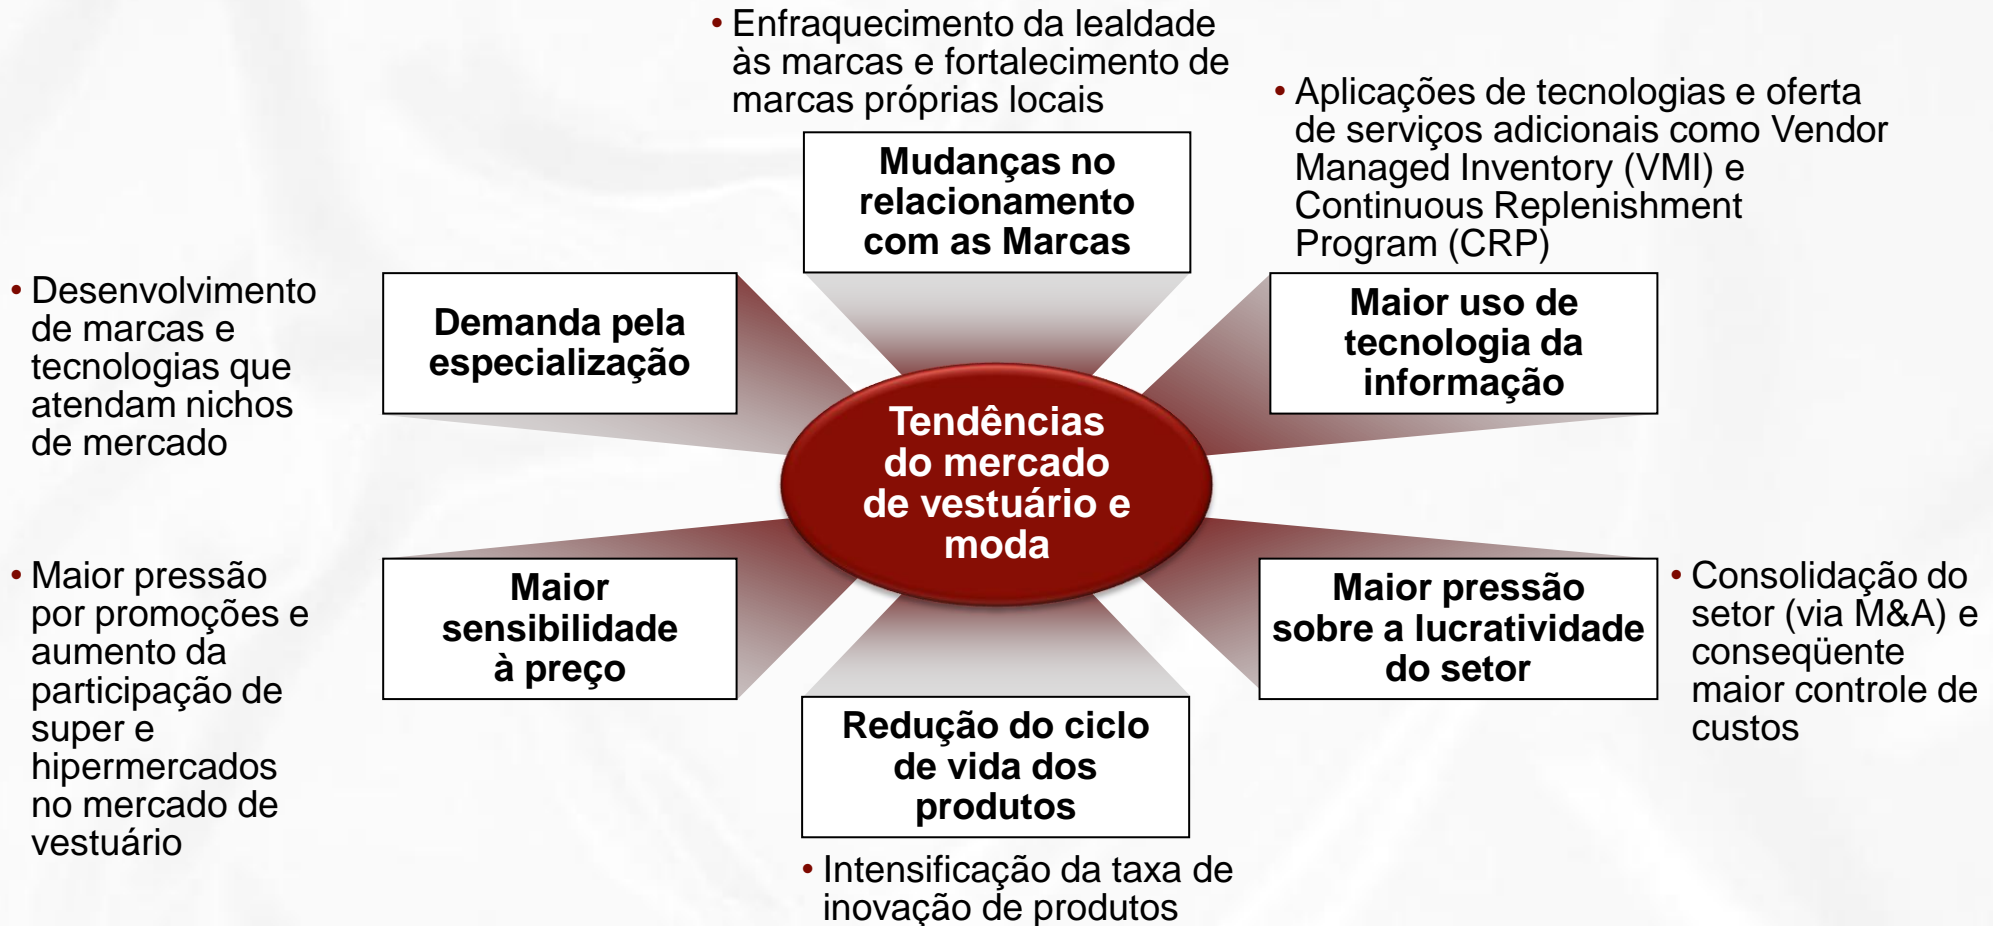 • Enfraquecimento da lealdade
às marcas e fortalecimento de
marcas próprias locais
Mudanças no
relacionamento
com as Marcas
• Aplicações de tecnologias e oferta
de serviços adicionais como Vendor
Managed Inventory (VMI) e
Continuous Replenishment
Program (CRP)
Maior uso de
tecnologia da
informação
• Desenvolvimento
de marcas e
tecnologias que
atendam nichos
de mercado
Demanda pela
especialização
Tendências
do mercado
de vestuário e
moda
• Maior pressão
por promoções e
aumento da
participação de
super e
hipermercados
no mercado de
vestuário
Maior
sensibilidade
à preço
Maior pressão
sobre a lucratividade
do setor
• Consolidação do
setor (via M&A) e
conseqüente
maior controle de
custos
Redução do ciclo
de vida dos
produtos
• Intensificação da taxa de
inovação de produtos